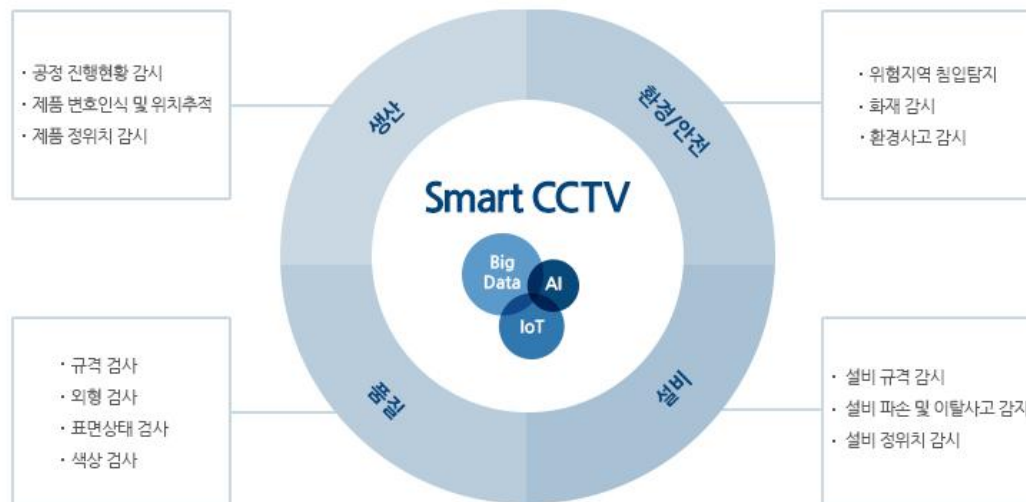 · 공정 진행현황 감시
· 제품 변호인식 및 위치추적
· 제품 정위치 감시
생산
환경/안전
· 위험지역 침입탐지
· 화재 감시
· 환경사고 감시
Smart CCTV
Big
Data
AI
IoT
· 규격 검사
· 외형 검사
· 표면상태 검사
· 색상 검사
품질
설비
· 설비 규격 감시
· 설비 파손 및 이탈사고 감지
· 설비 정위치 감시